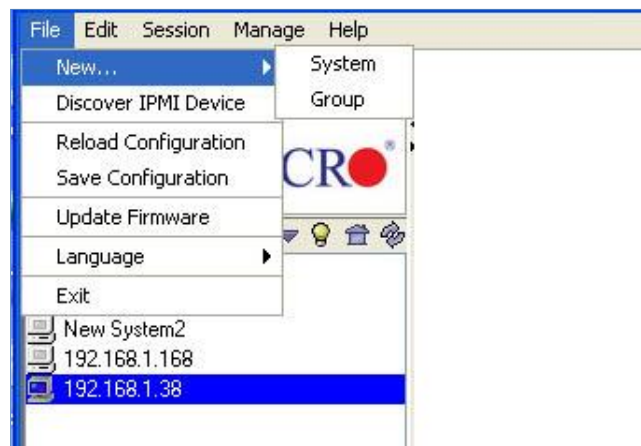 File Edit Session Manage Help
New... System
Discover IPMI Device Group
Reload Configuration
CR
Save Configuration
Update Firmware
Language
Exit
New System2
192.168.1.168
192.168.1.38